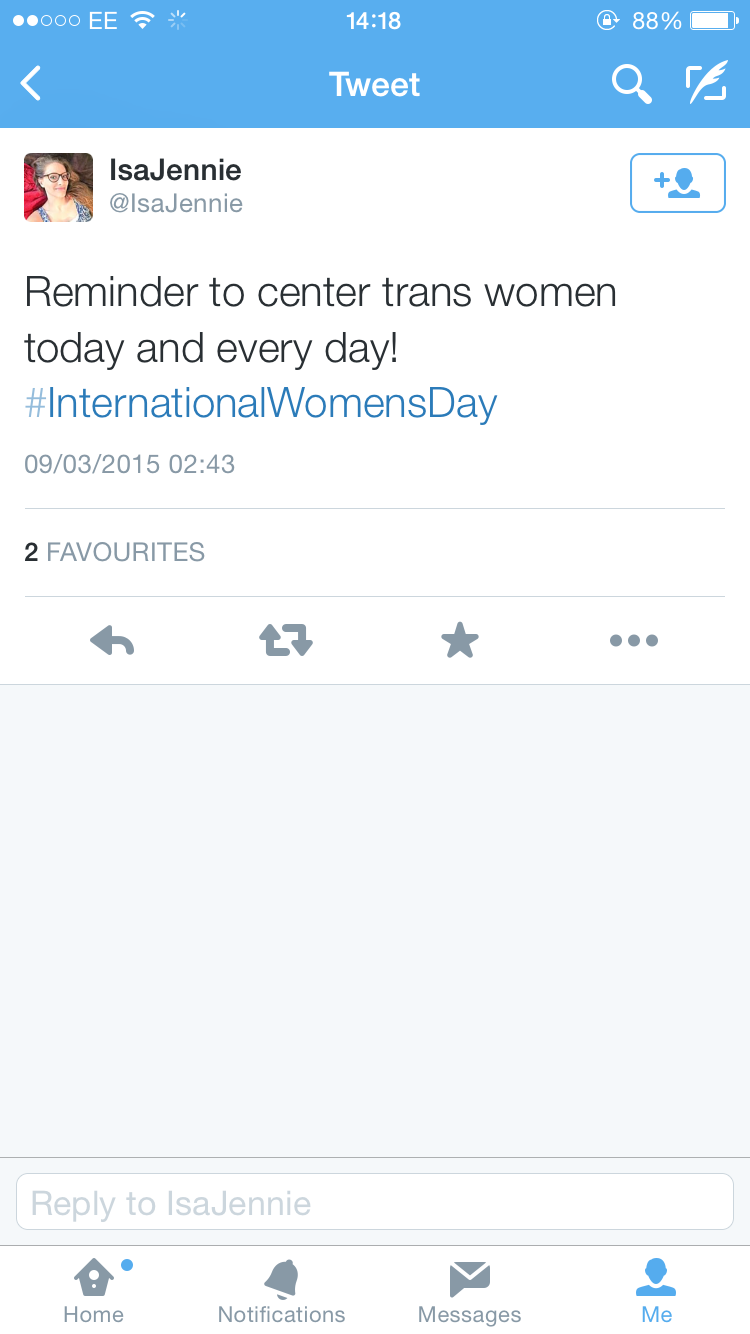 EE 14:18 88%
Tweet
IsaJennie
@IsaJennie
Reminder to center trans women
today and every day!
#InternationalWomensDay
09/03/2015 02:43
2 FAVOURITES
Reply to IsaJennie
Home Notifications Messages Me